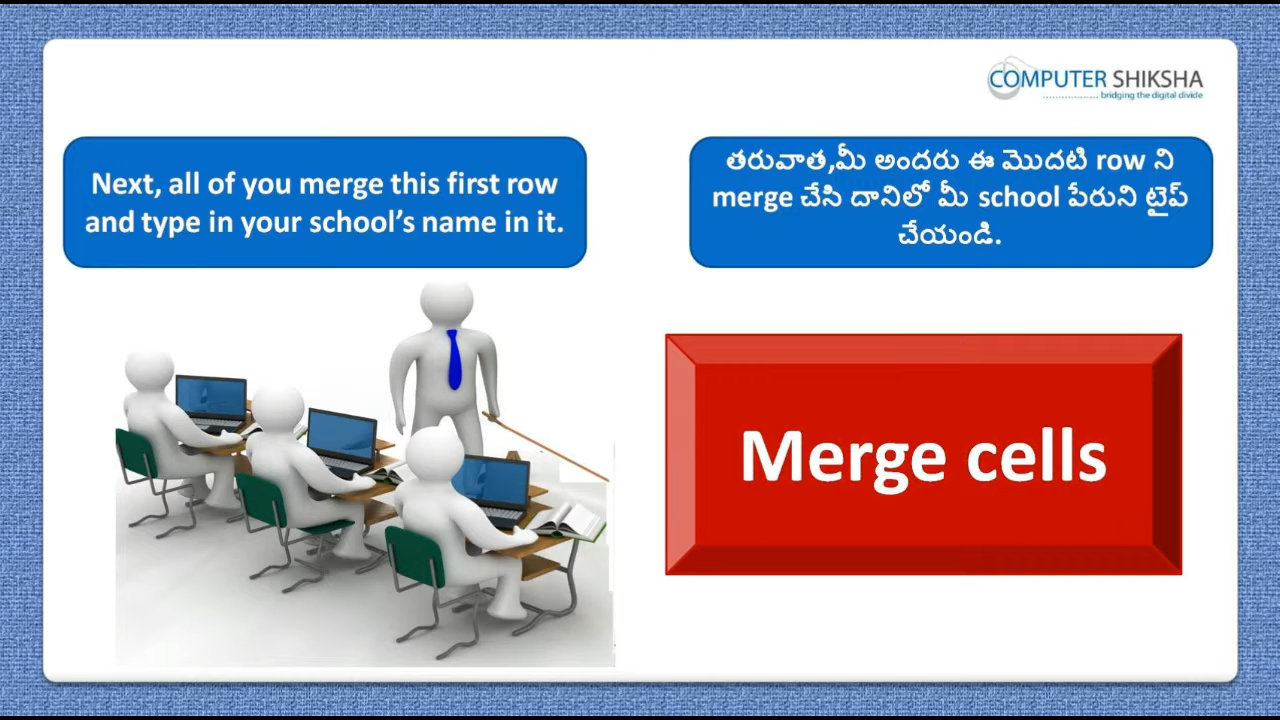 COMPUTER SHIKSHA
bridging the digital divide
Next, all of you merge this first row
and type in your school’s name in it.
తరువాత,మీ అందరు ఈ మొదటి row ని
merge చేసి దానిలో మీ school పేరుని టైప్
చేయండి.
Merge cells